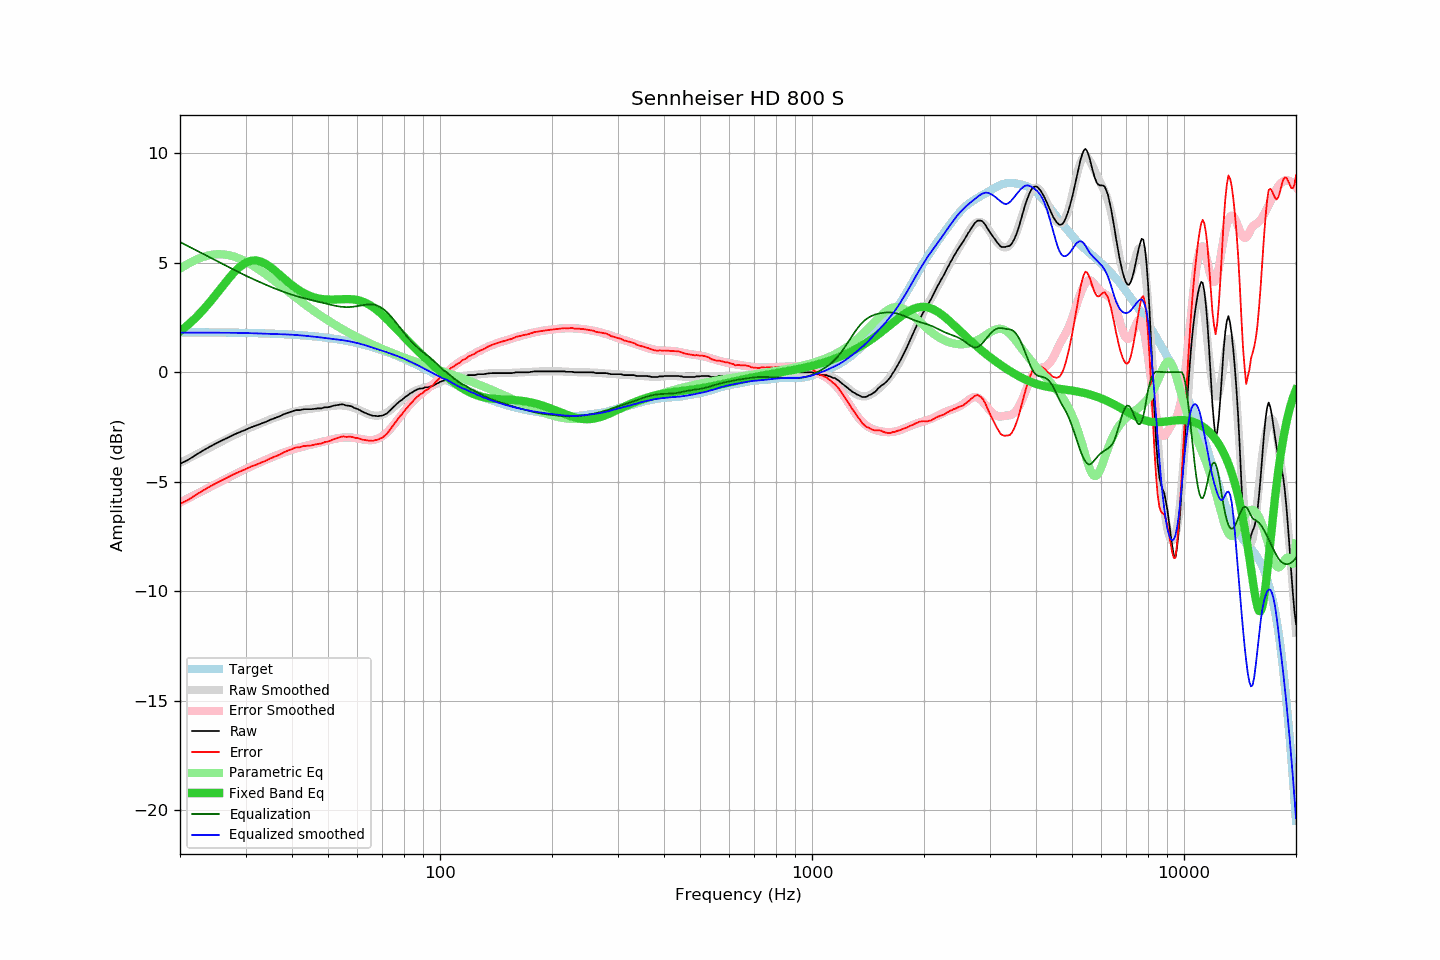 Sennheiser HD 800 S
10
5
0
−5
−10
−15
−20
Amplitude (dBr)
Target
Raw Smoothed
Error Smoothed
Raw
Error
Parametric Eq
Fixed Band Eq
Equalization
Equalized smoothed
100
1000
10000
Frequency (Hz)